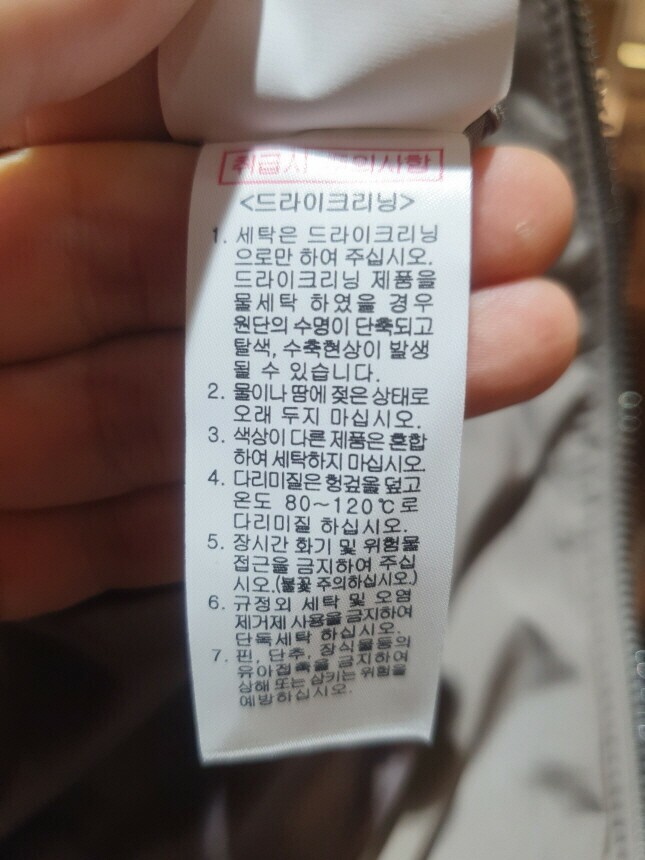 취급시 주의사항
<드라이크리닝>
1. 세탁은 드라이크리닝
으로만 하여 주십시오.
드라이크리닝 제품을
물세탁 하였을 경우
원단의 수명이 단축되고
탈색, 수축현상이 발생
될 수 있습니다.
2. 물이나 땀에 젖은 상태로
오래 두지 마십시오.
3. 색상이 다른 제품은 혼합
하여 세탁하지 마십시오.
4. 다리미질은 헝겊을 덮고
온도 80~120℃로
다리미질 하십시오.
5. 장시간 화기 및 위험물
접근을 금지하여 주십
시오.(불꽃 주의하십시오.)
6. 규정외 세탁 및 오염
제거제 사용을 금지하여
단독세탁 하십시오.
7. 핀, 단추, 장식물등의
유아접촉을 금지하여
상해 또는 삼키는 위험을
예방하십시오.